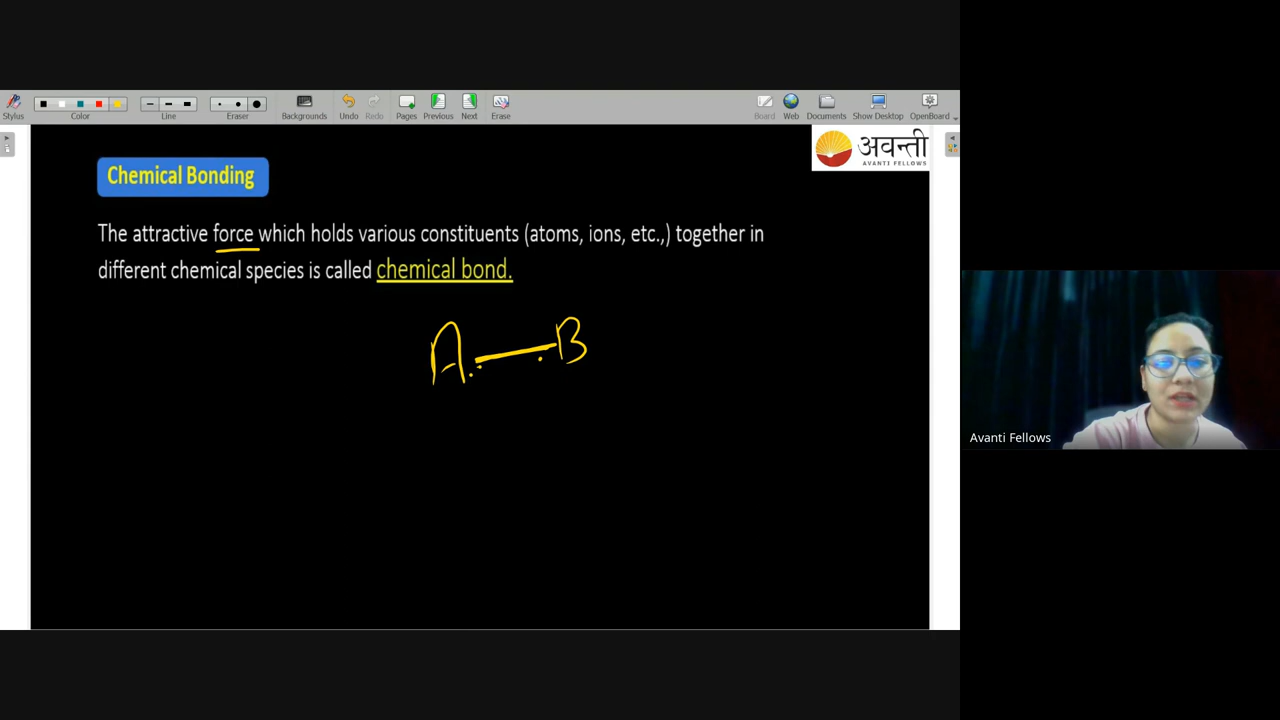 Stylus
Color
Line
Eraser
Backgrounds
Undo
Redo
Pages
Previous
Next
Erase
Board
Web
Documents
Show Desktop
OpenBoard
अवन्ती
AVANTI FELLOWS
Chemical Bonding
The attractive force which holds various constituents (atoms, ions, etc.,) together in
different chemical species is called chemical bond.
A — B
Avanti Fellows